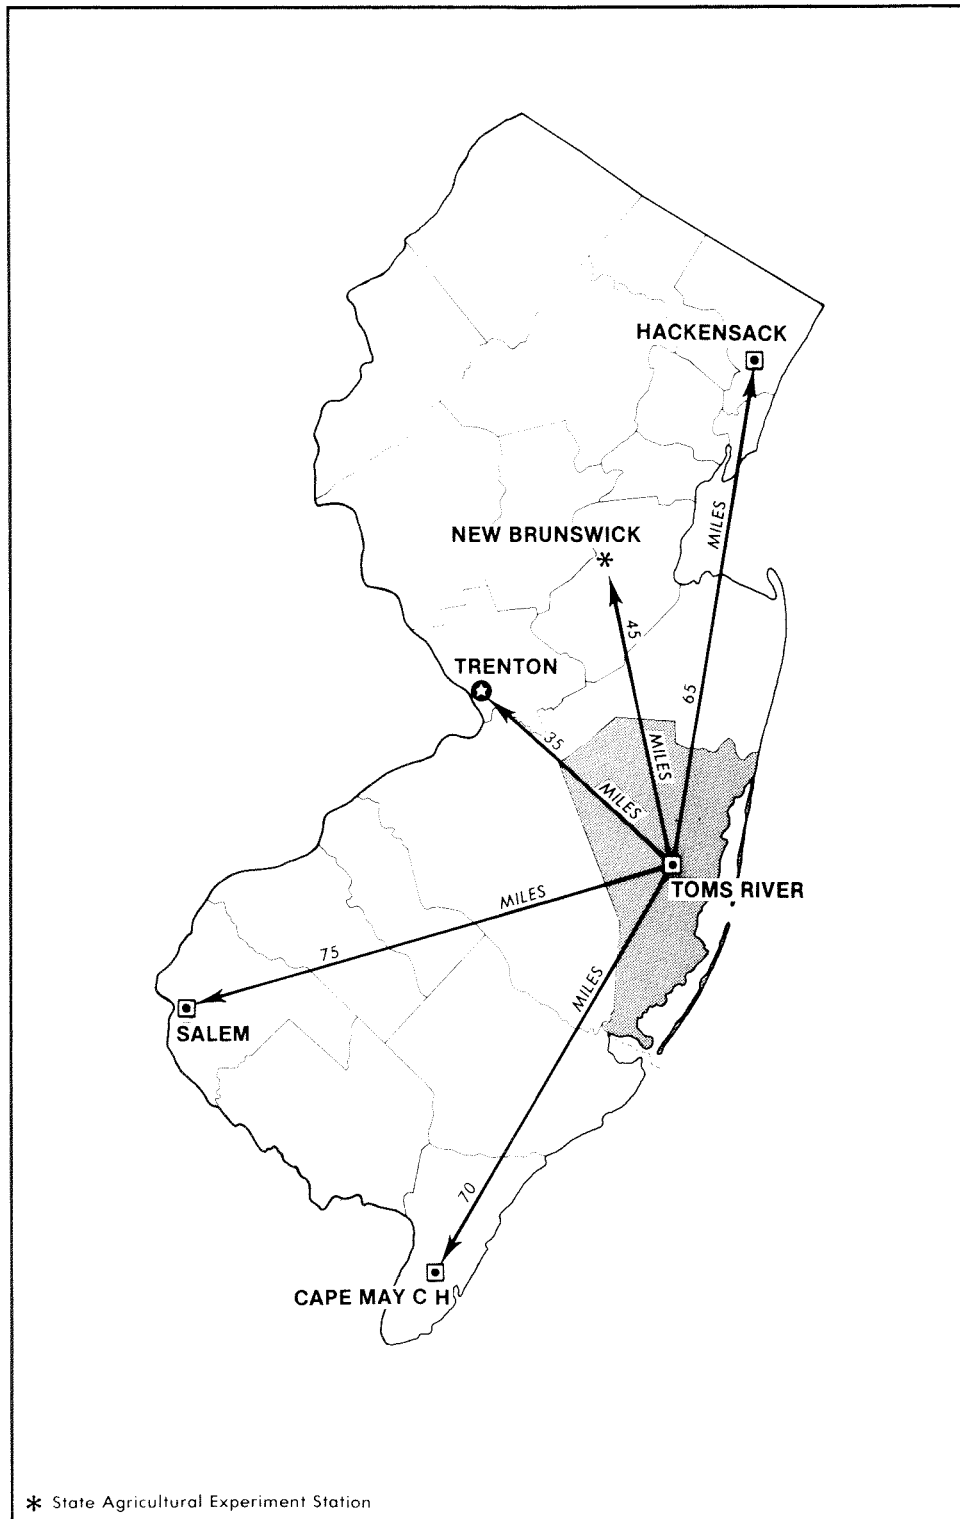 HACKENSACK
MILES
NEW BRUNSWICK
*
45
TRENTON
65
35
MILES
MILES
TOMS RIVER
MILES
75
MILES
SALEM
70
CAPE MAY C H
* State Agricultural Experiment Station